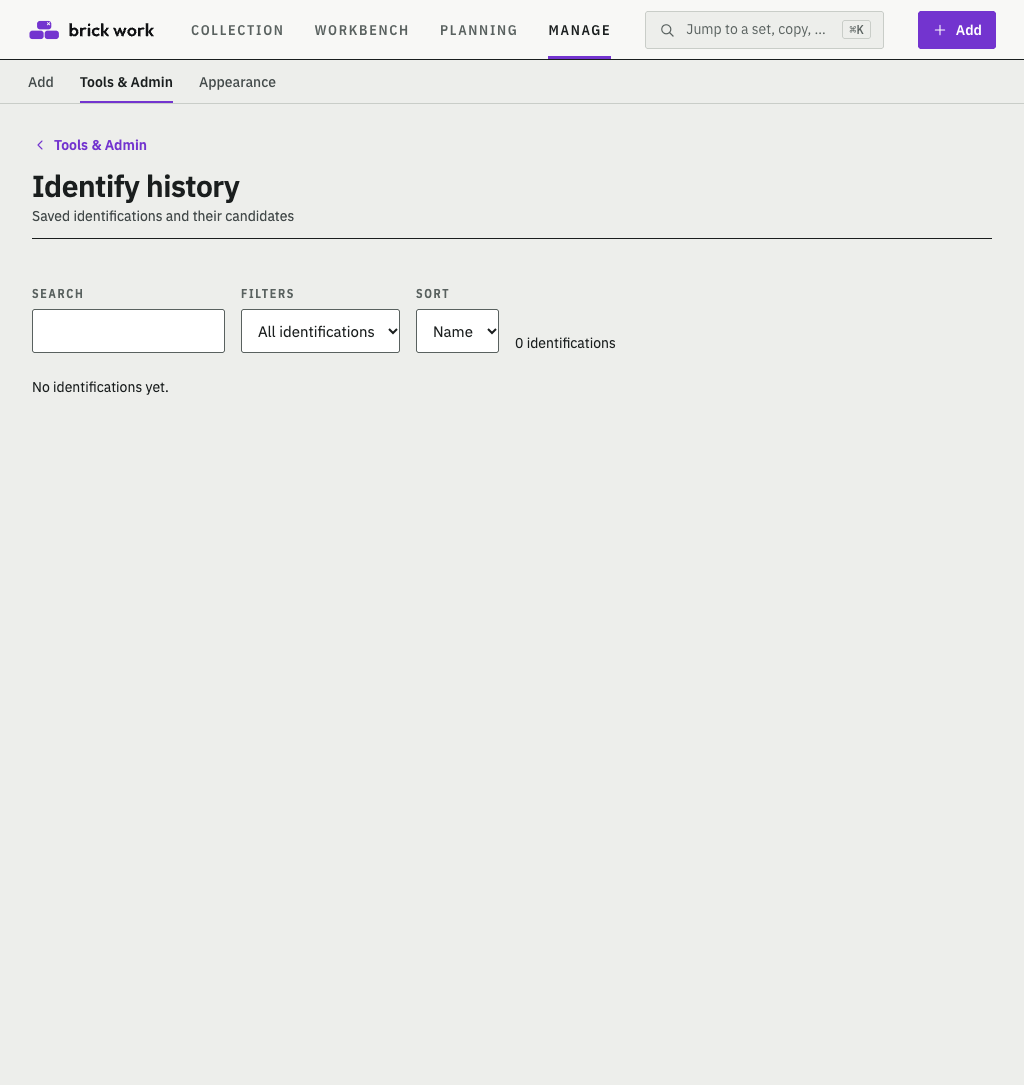 brick work
COLLECTION
WORKBENCH
PLANNING
MANAGE
Jump to a set, copy, ...
⌘K
Add
Add
Tools & Admin
Appearance
Tools & Admin
Identify history
Saved identifications and their candidates
SEARCH
FILTERS
SORT
All identifications
Name
0 identifications
No identifications yet.